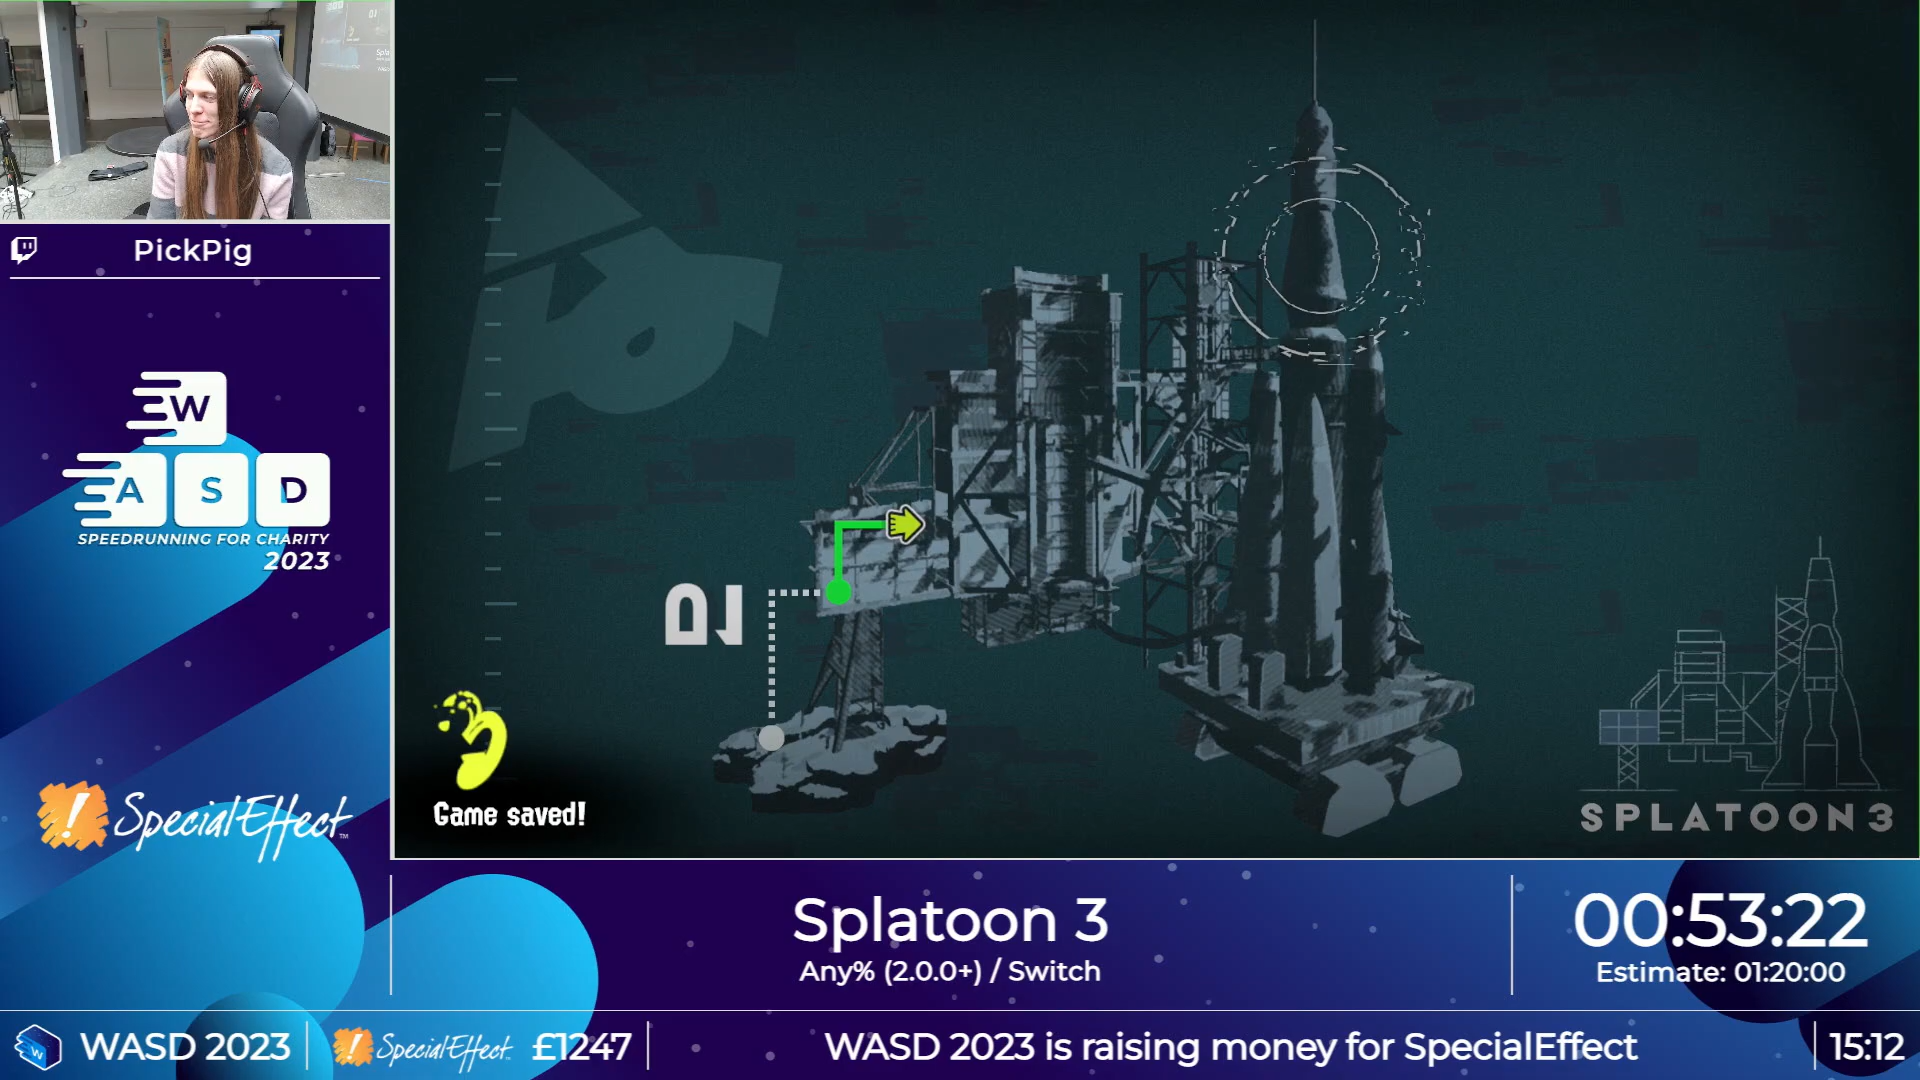 PickPig
W
A S D
SPEEDRUNNING FOR CHARITY
2023
SpecialEffect™
Game saved!
SPLATOON 3
Splatoon 3
Any% (2.0.0+) / Switch
00:53:22
Estimate: 01:20:00
WASD 2023
SpecialEffect
£1247
WASD 2023 is raising money for SpecialEffect
15:12